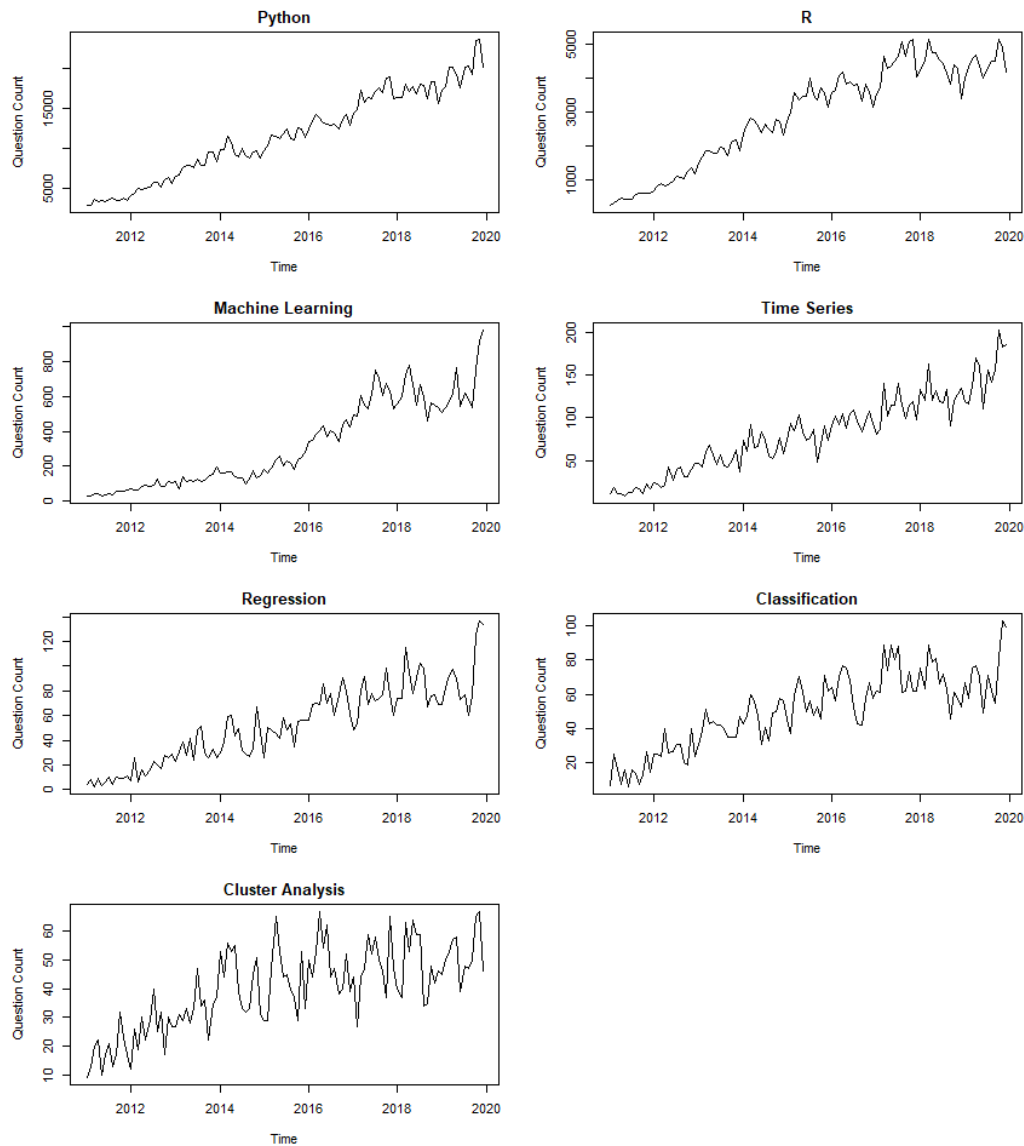 Python
Question Count
5000
15000
2012 2014 2016 2018 2020
Time
R
Question Count
1000
3000
5000
2012 2014 2016 2018 2020
Time
Machine Learning
Question Count
0
200
400
600
800
2012 2014 2016 2018 2020
Time
Time Series
Question Count
50
100
150
200
2012 2014 2016 2018 2020
Time
Regression
Question Count
0
20
40
60
80
120
2012 2014 2016 2018 2020
Time
Classification
Question Count
20
40
60
80
100
2012 2014 2016 2018 2020
Time
Cluster Analysis
Question Count
10
20
30
40
50
60
2012 2014 2016 2018 2020
Time